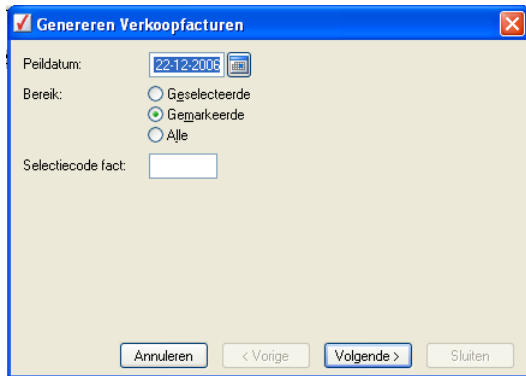 Genereren Verkoopfacturen
Peildatum: 22-12-2006
Bereik: Geselecteerde
Gemarkeerde
Alle
Selectiecode fact:
Annuleren < Vorige Volgende > Sluiten